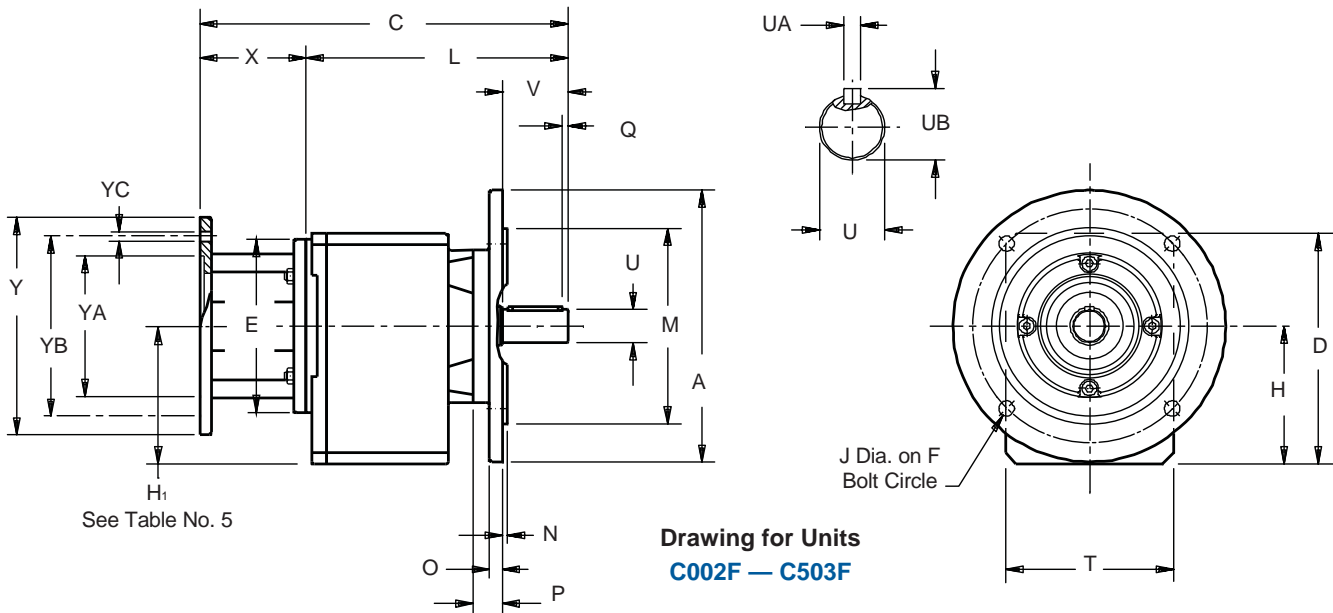 C
X
L
V
Q
UA
UB
U
YC
Y
YB
YA
E
U
M
A
H1
See Table No. 5
N
O
P
D
H
J Dia. on F
Bolt Circle
T
Drawing for Units
C002F — C503F